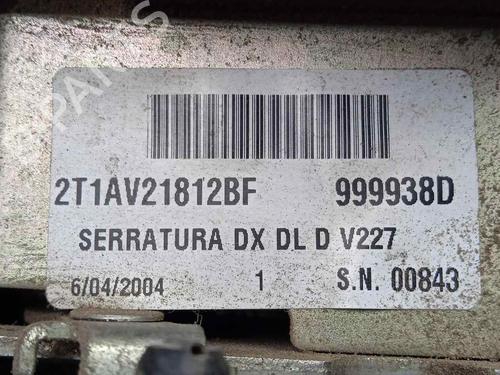 2T1AV21812BF 999938D
SERRATURA DX DL D V227
6/04/2004 1 S.N. 00843